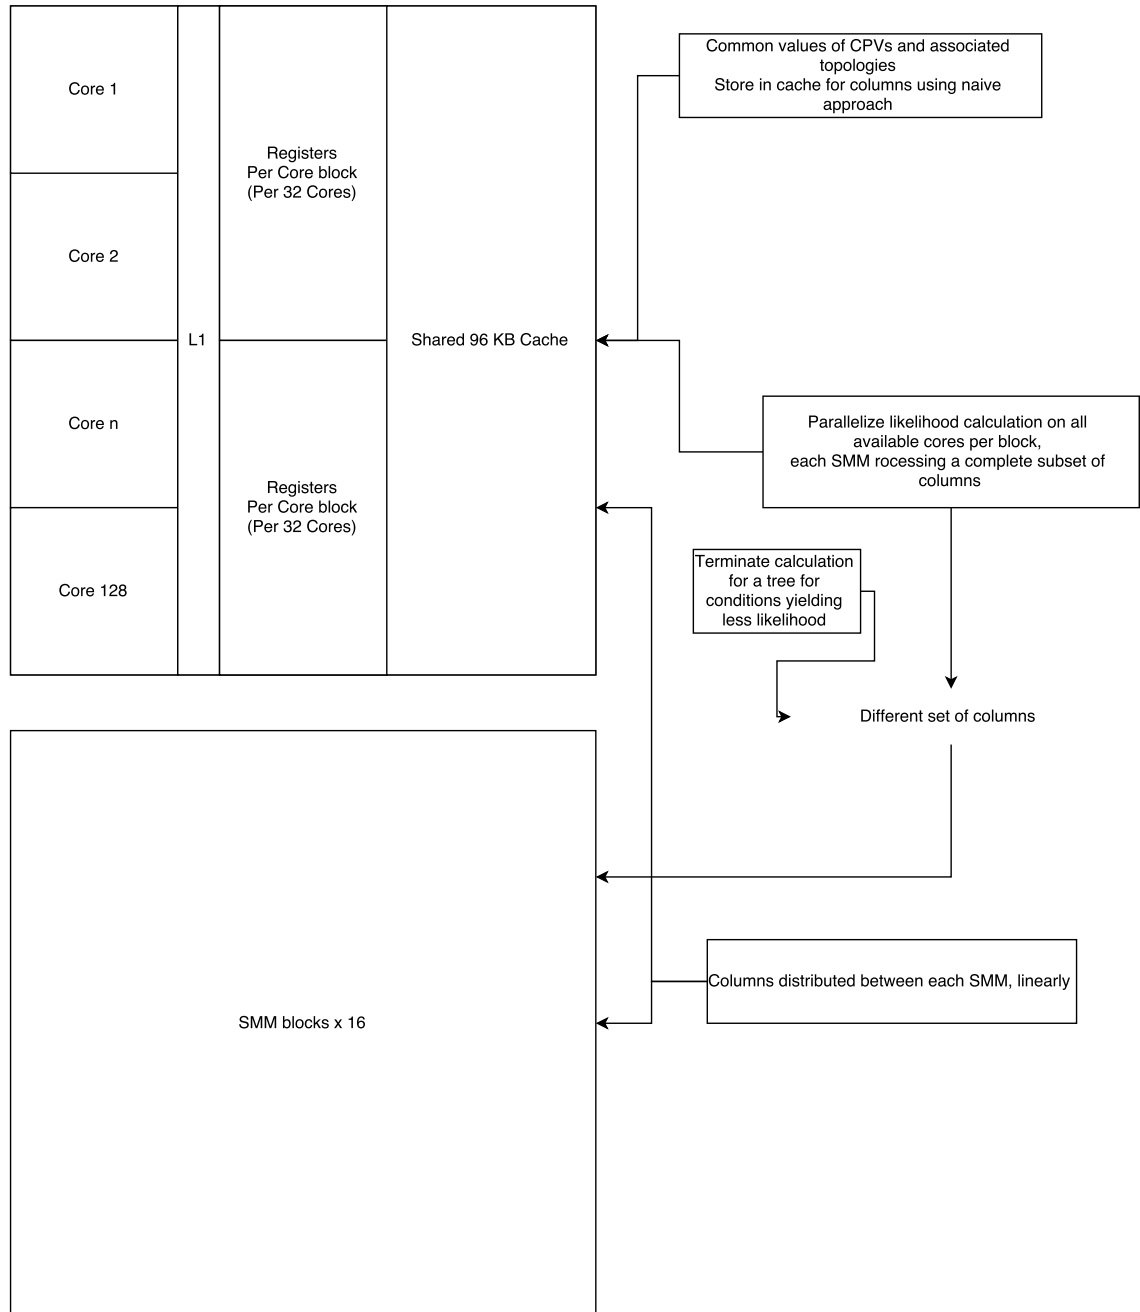 Core 1
Core 2
Core n
Core 128
L1
Registers
Per Core block
(Per 32 Cores)
Registers
Per Core block
(Per 32 Cores)
Shared 96 KB Cache
Common values of CPVs and associated
topologies
Store in cache for columns using naive
approach
Parallelize likelihood calculation on all
available cores per block,
each SMM rocessing a complete subset of
columns
Terminate calculation
for a tree for
conditions yielding
less likelihood
Different set of columns
Columns distributed between each SMM, linearly
SMM blocks x 16